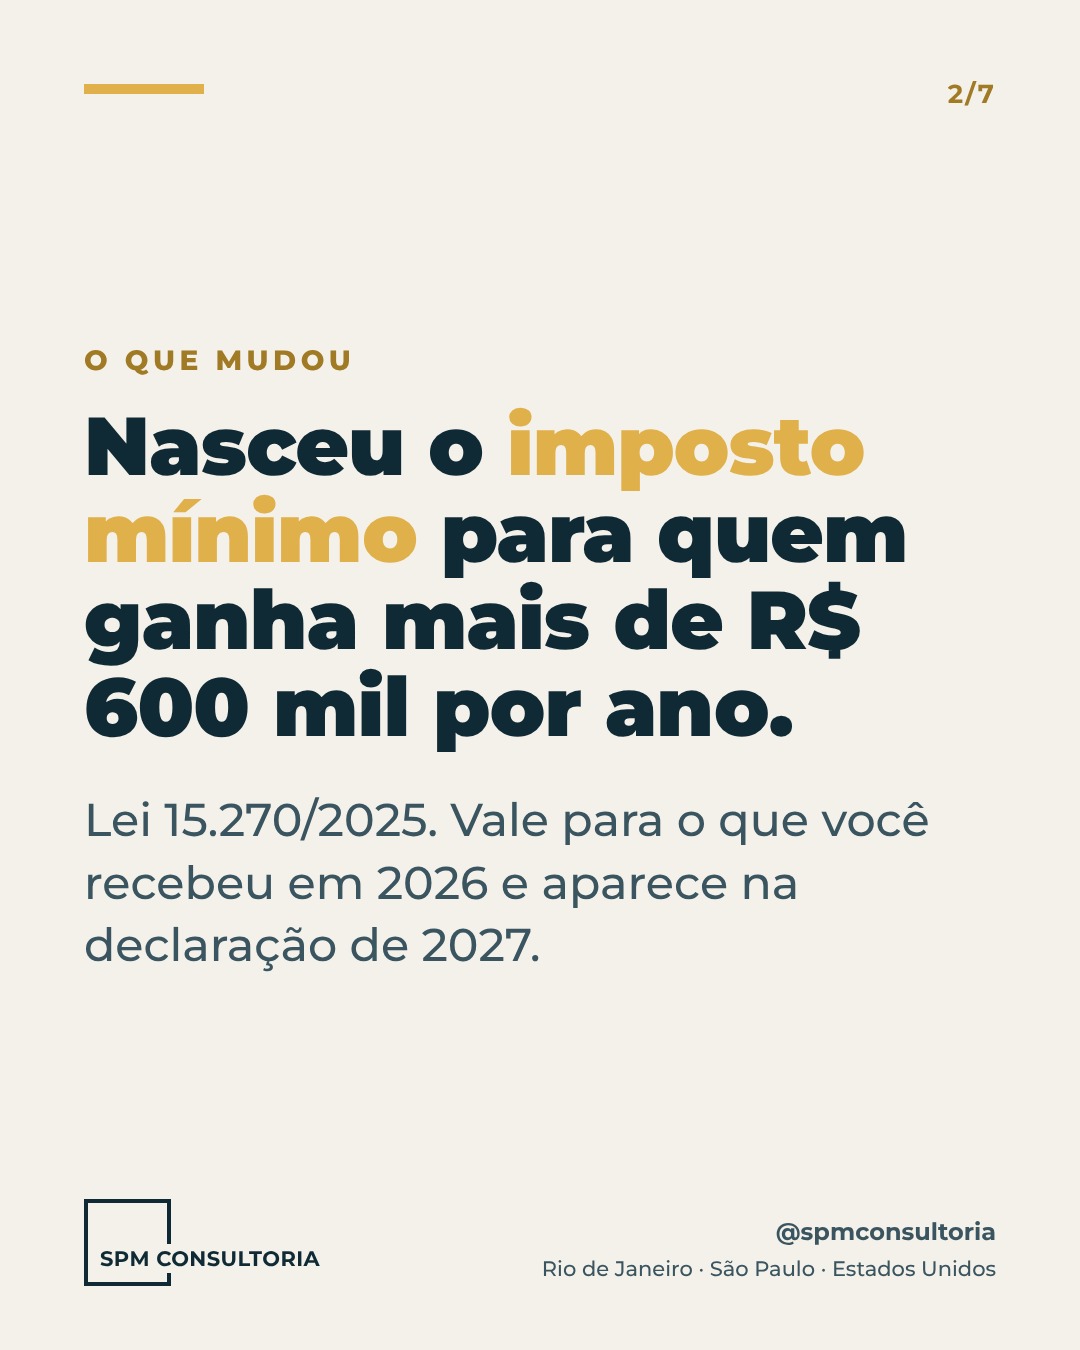 2/7
O QUE MUDOU
Nasceu o imposto
mínimo para quem
ganha mais de R$
600 mil por ano.
Lei 15.270/2025. Vale para o que você
recebeu em 2026 e aparece na
declaração de 2027.
SPM CONSULTORIA
@spmconsultoria
Rio de Janeiro · São Paulo · Estados Unidos